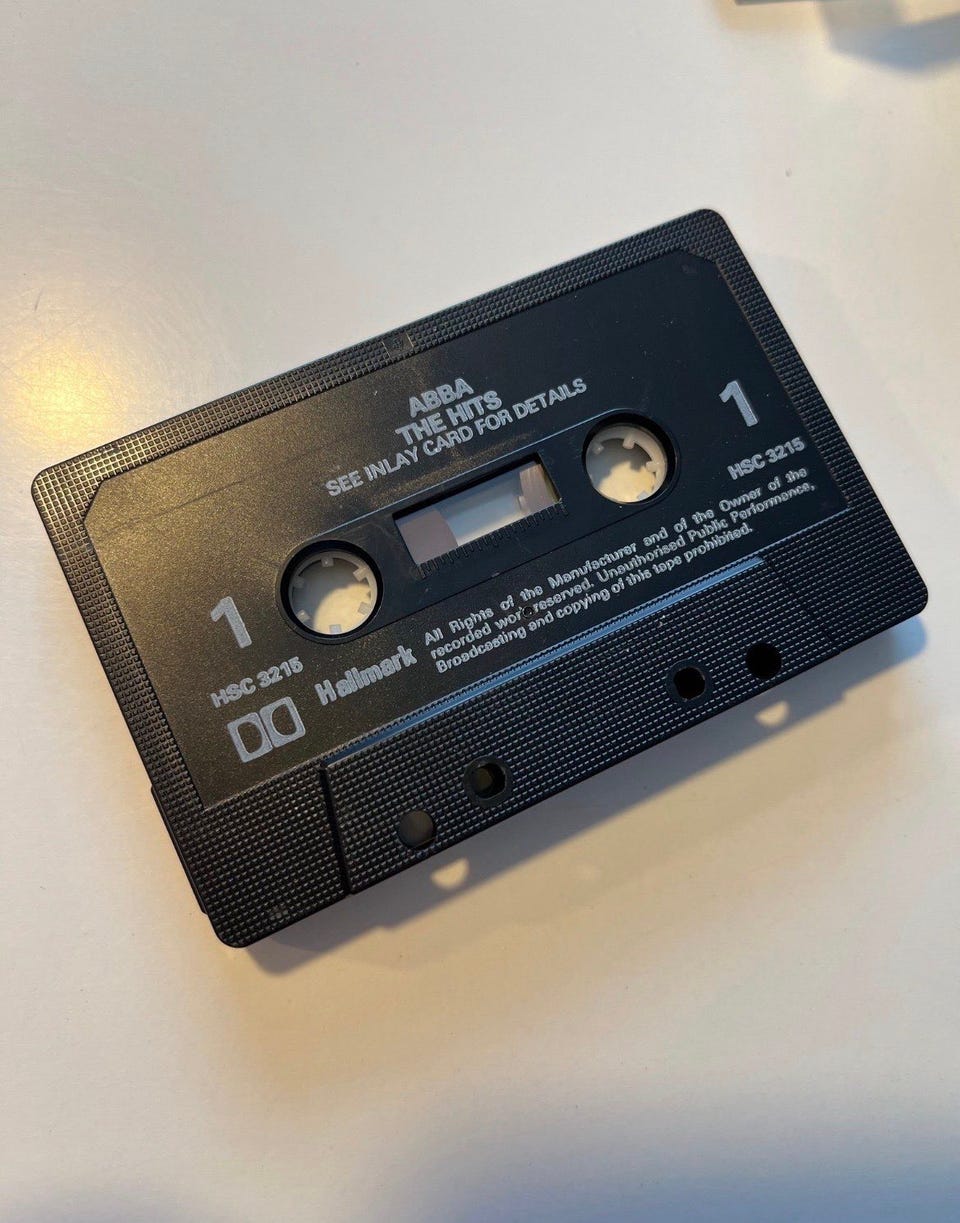 ABBA
THE HITS
SEE INLAY CARD FOR DETAILS
1
1
HSC 3215
HSC 3215
Hallmark
All Rights of the Manufacturer and of the Owner of the
recorded work reserved. Unauthorised Public Performance,
Broadcasting and copying of this tape prohibited.